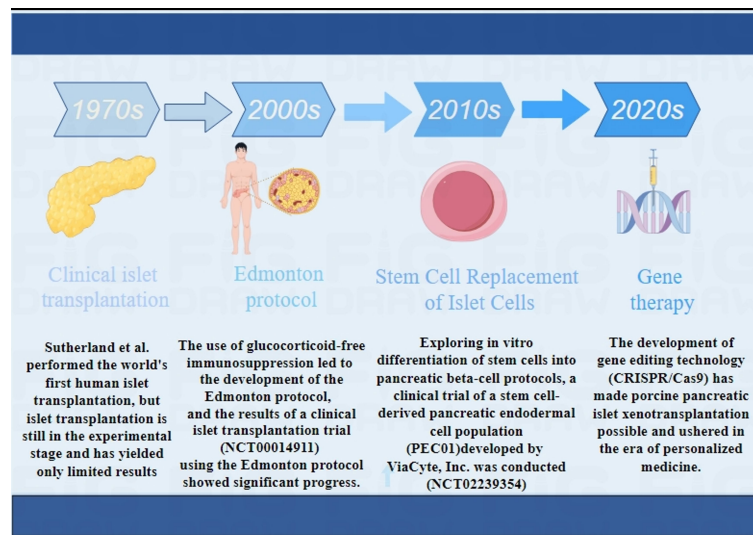 1970s
2000s
2010s
2020s
Clinical islet
transplantation
Edmonton
protocol
Stem Cell Replacement
of Islet Cells
Gene
therapy
Sutherland et al.
performed the world's
first human islet
transplantation, but
islet transplantation is
still in the experimental
stage and has yielded
only limited results
The use of glucocorticoid-free
immunosuppression led to
the development of the
Edmonton protocol,
and the results of a clinical
islet transplantation trial
(NCT00014911)
using the Edmonton protocol
showed significant progress.
Exploring in vitro
differentiation of stem cells into
pancreatic beta-cell protocols, a
clinical trial of a stem cell-
derived pancreatic endodermal
cell population
(PEC01)developed by
ViaCyte, Inc. was conducted
(NCT02239354)
The development of
gene editing technology
(CRISPR/Cas9) has
made porcine pancreatic
islet xenotransplantation
possible and ushered in
the era of personalized
medicine.